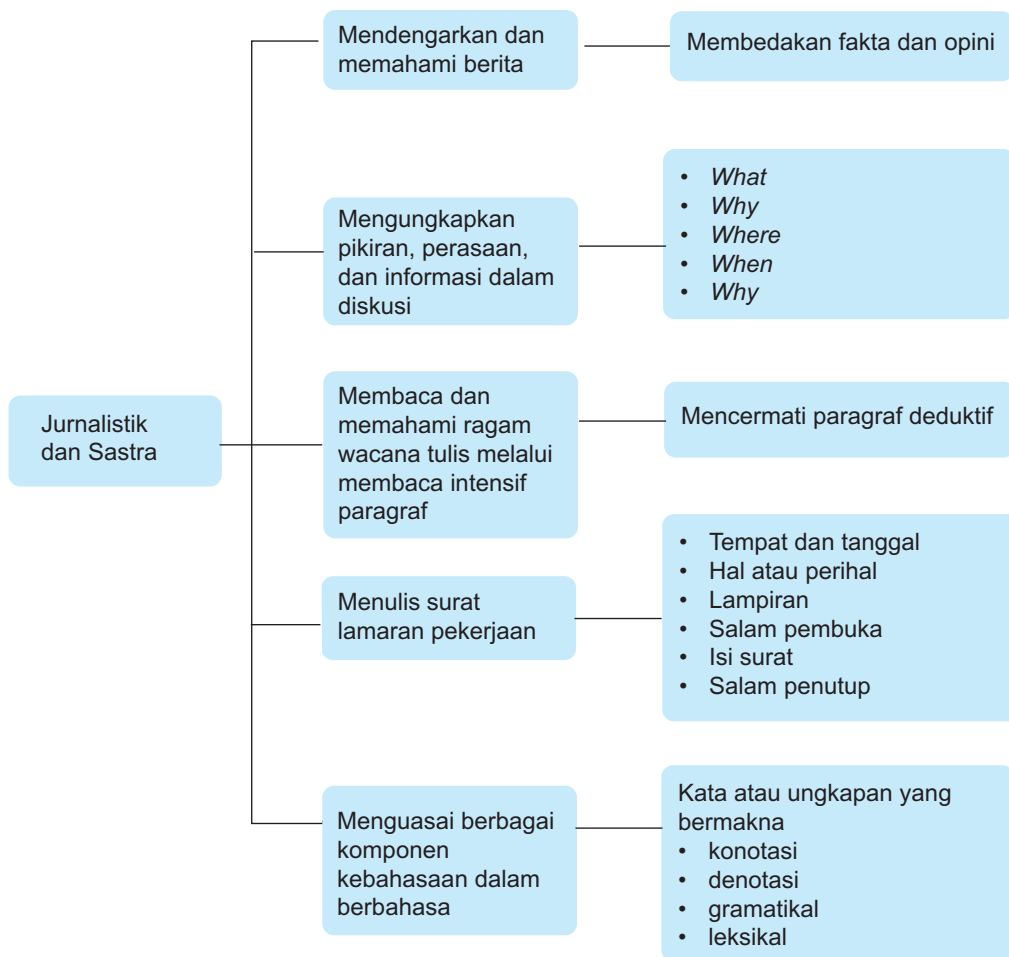 Jurnalistik
dan Sastra
Mendengarkan dan
memahami berita
Membedakan fakta dan opini
Mengungkapkan
pikiran, perasaan,
dan informasi dalam
diskusi
• What
• Why
• Where
• When
• Why
Membaca dan
memahami ragam
wacana tulis melalui
membaca intensif
paragraf
Mencermati paragraf deduktif
Menulis surat
lamaran pekerjaan
• Tempat dan tanggal
• Hal atau perihal
• Lampiran
• Salam pembuka
• Isi surat
• Salam penutup
Menguasai berbagai
komponen
kebahasaan dalam
berbahasa
Kata atau ungkapan yang
bermakna
• konotasi
• denotasi
• gramatikal
• leksikal